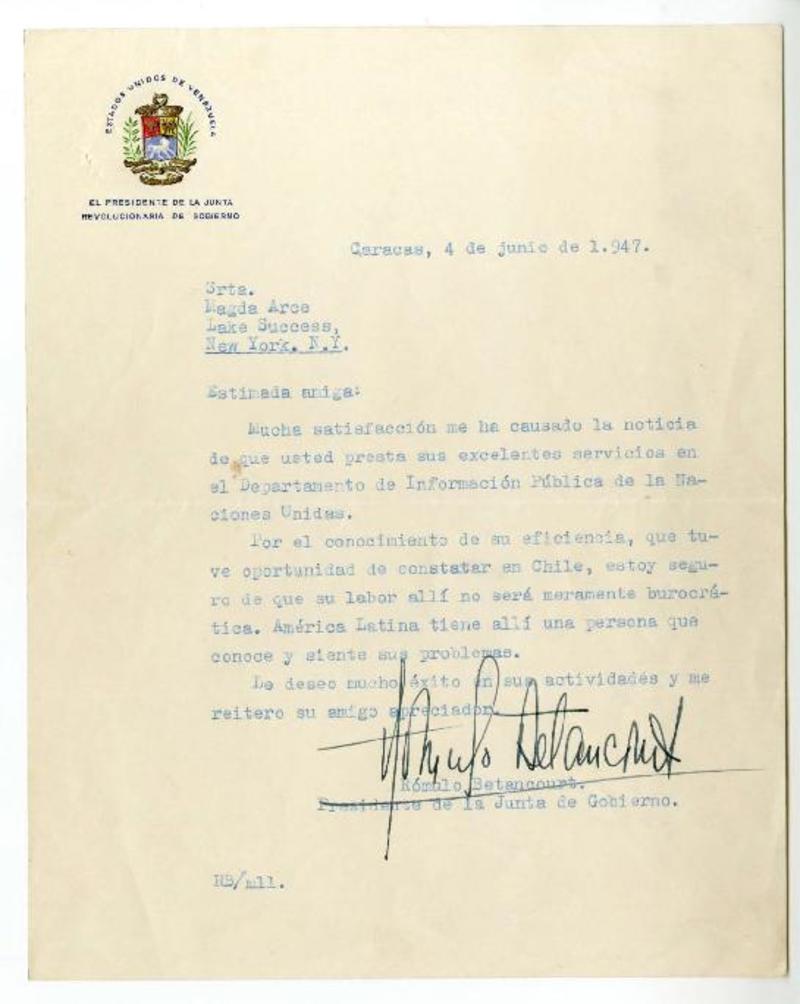 ESTADOS UNIDOS DE VENEZUELA
EL PRESIDENTE DE LA JUNTA
REVOLUCIONARIA DE GOBIERNO
Caracas, 4 de junio de 1.947.
Srta.
Magda Arce
Lake Success,
New York. N.Y.
Estimada amiga:
Mucha satisfacción me ha causado la noticia
de que usted presta sus excelentes servicios en
el Departamento de Información Pública de la Na-
ciones Unidas.
Por el conocimiento de su eficiencia, que tu-
ve oportunidad de constatar en Chile, estoy segu-
ro de que su labor allí no será meramente burocrá-
tica. América Latina tiene allí una persona que
conoce y siente sus problemas.
Le deseo mucho éxito en sus actividades y me
reitero su amigo apreciador.
Rómulo Betancourt
Rómulo Betancourt.
Presidente de la Junta de Gobierno.
RB/mll.